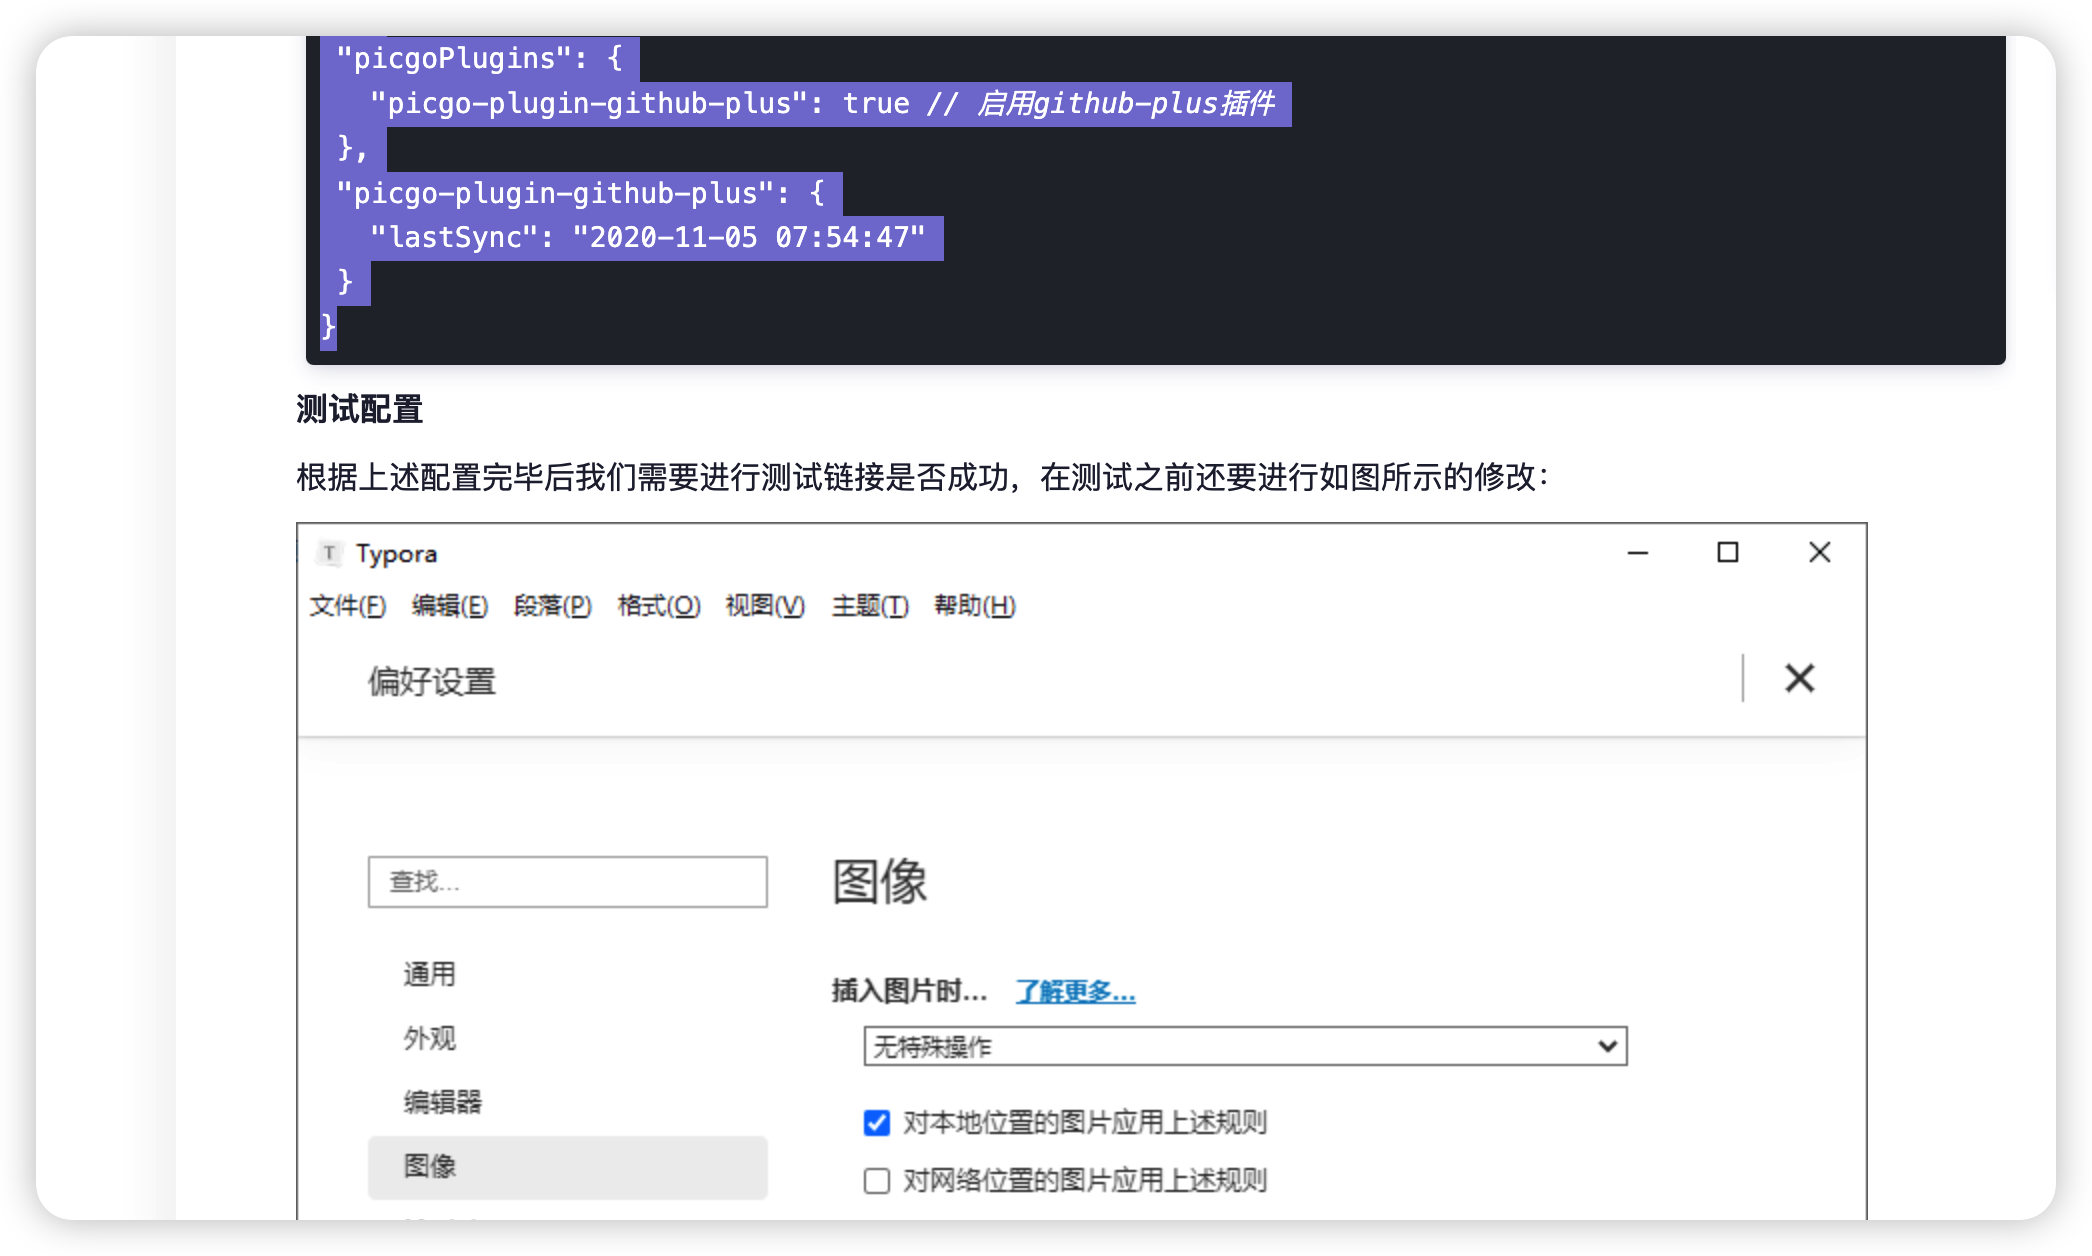 "picgoPlugins": {
"picgo-plugin-github-plus": true // 启用github-plus插件
},
"picgo-plugin-github-plus": {
"lastSync": "2020-11-05 07:54:47"
}
}
测试配置
根据上述配置完毕后我们需要进行测试链接是否成功，在测试之前还要进行如图所示的修改：
T Typora
文件(F) 编辑(E) 段落(P) 格式(O) 视图(V) 主题(T) 帮助(H)
偏好设置
查找...
图像
通用
插入图片时... 了解更多...
外观
无特殊操作
编辑器
对本地位置的图片应用上述规则
图像
对网络位置的图片应用上述规则